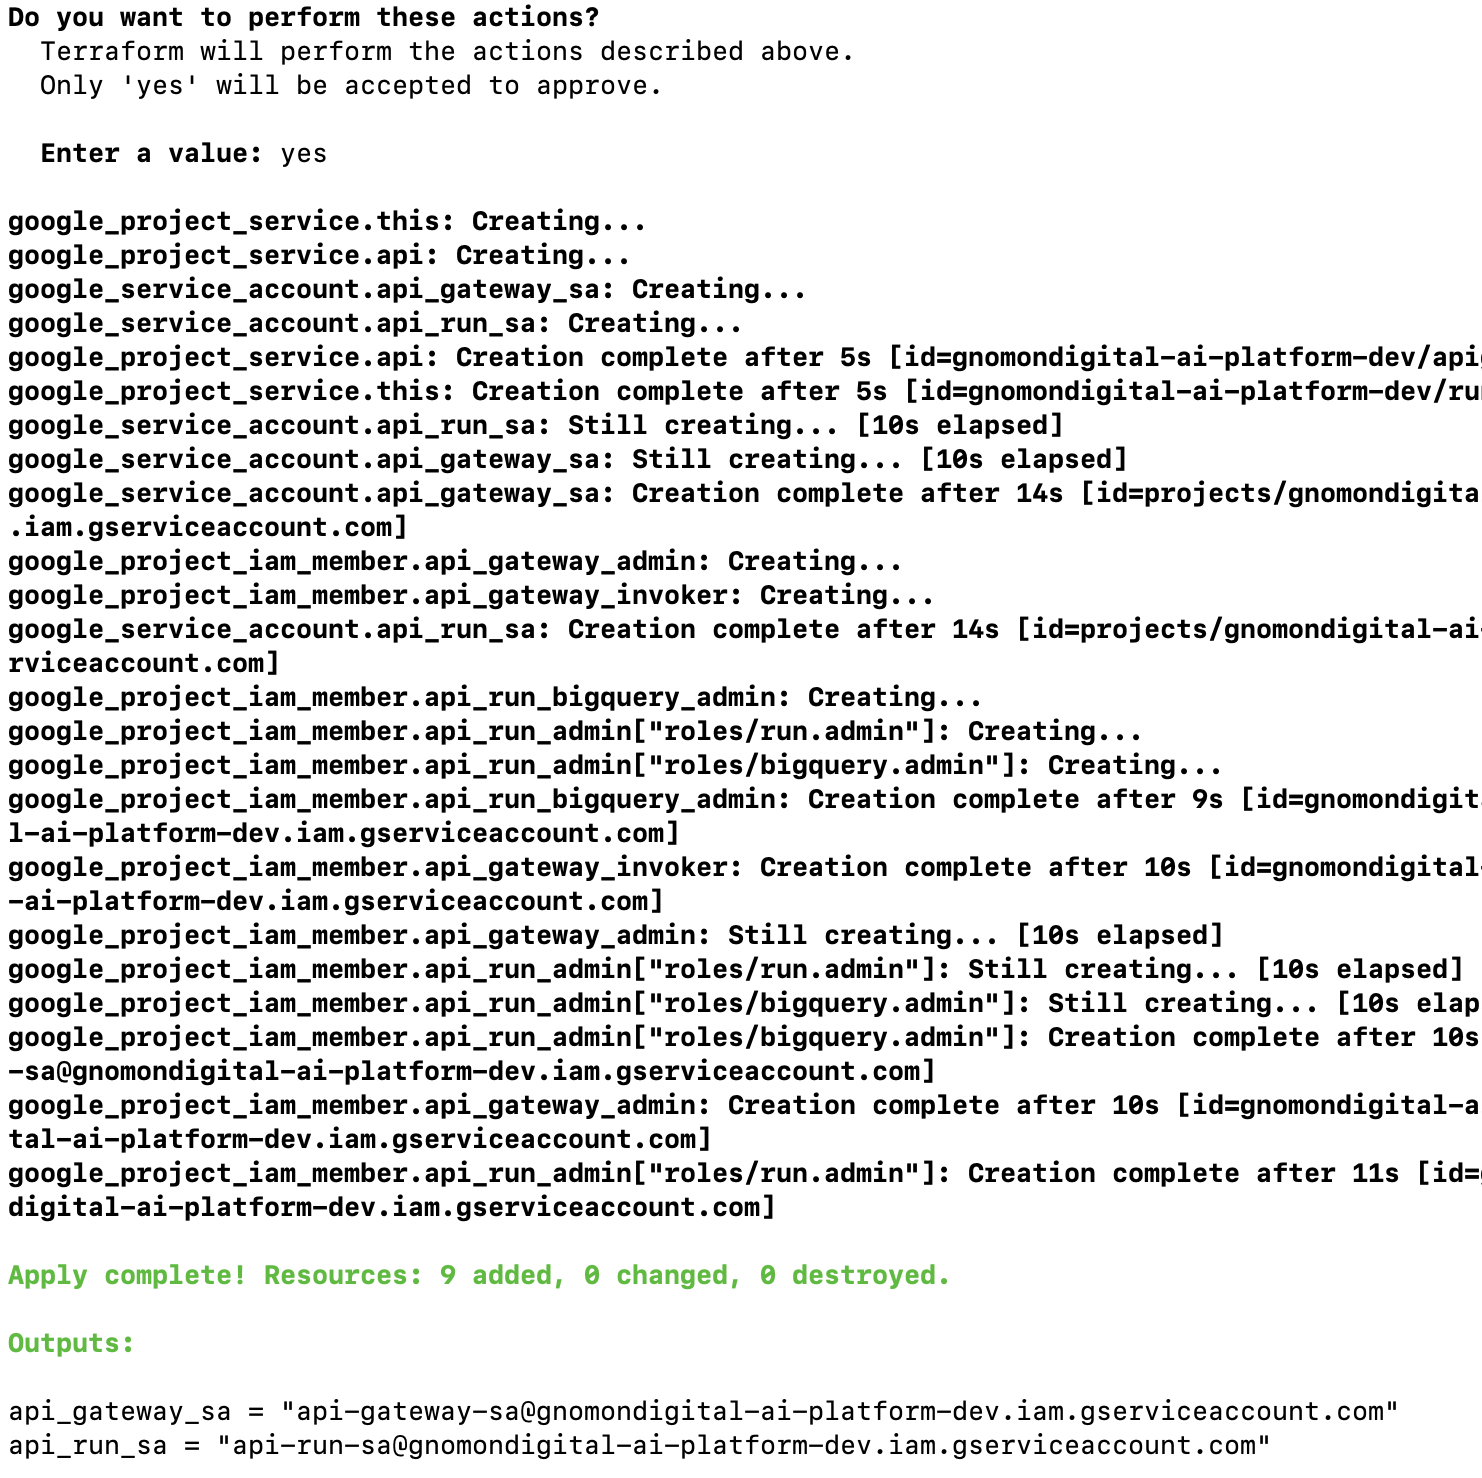 Do you want to perform these actions?
  Terraform will perform the actions described above.
  Only 'yes' will be accepted to approve.

  Enter a value: yes

google_project_service.this: Creating...
google_project_service.api: Creating...
google_service_account.api_gateway_sa: Creating...
google_service_account.api_run_sa: Creating...
google_project_service.api: Creation complete after 5s [id=gnomondigital-ai-platform-dev/api
google_project_service.this: Creation complete after 5s [id=gnomondigital-ai-platform-dev/ru
google_service_account.api_run_sa: Still creating... [10s elapsed]
google_service_account.api_gateway_sa: Still creating... [10s elapsed]
google_service_account.api_gateway_sa: Creation complete after 14s [id=projects/gnomondigita
.iam.gserviceaccount.com]
google_project_iam_member.api_gateway_admin: Creating...
google_project_iam_member.api_gateway_invoker: Creating...
google_service_account.api_run_sa: Creation complete after 14s [id=projects/gnomondigital-ai-
rviceaccount.com]
google_project_iam_member.api_run_bigquery_admin: Creating...
google_project_iam_member.api_run_admin["roles/run.admin"]: Creating...
google_project_iam_member.api_run_admin["roles/bigquery.admin"]: Creating...
google_project_iam_member.api_run_bigquery_admin: Creation complete after 9s [id=gnomondigit
l-ai-platform-dev.iam.gserviceaccount.com]
google_project_iam_member.api_gateway_invoker: Creation complete after 10s [id=gnomondigital-
-ai-platform-dev.iam.gserviceaccount.com]
google_project_iam_member.api_gateway_admin: Still creating... [10s elapsed]
google_project_iam_member.api_run_admin["roles/run.admin"]: Still creating... [10s elapsed]
google_project_iam_member.api_run_admin["roles/bigquery.admin"]: Still creating... [10s elap
google_project_iam_member.api_run_admin["roles/bigquery.admin"]: Creation complete after 10s
-sa@gnomondigital-ai-platform-dev.iam.gserviceaccount.com]
google_project_iam_member.api_gateway_admin: Creation complete after 10s [id=gnomondigital-a
tal-ai-platform-dev.iam.gserviceaccount.com]
google_project_iam_member.api_run_admin["roles/run.admin"]: Creation complete after 11s [id=g
digital-ai-platform-dev.iam.gserviceaccount.com]

Apply complete! Resources: 9 added, 0 changed, 0 destroyed.

Outputs:

api_gateway_sa = "api-gateway-sa@gnomondigital-ai-platform-dev.iam.gserviceaccount.com"
api_run_sa = "api-run-sa@gnomondigital-ai-platform-dev.iam.gserviceaccount.com"